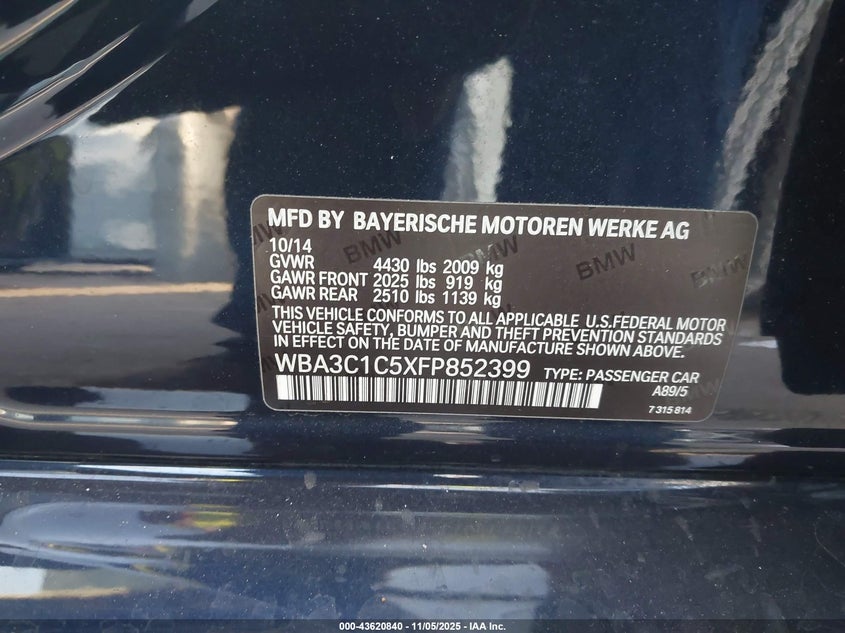 MFD BY BAYERISCHE MOTOREN WERKE AG
10/14
GVWR 4430 lbs 2009 kg
GAWR FRONT 2025 lbs 919 kg
GAWR REAR 2510 lbs 1139 kg
THIS VEHICLE CONFORMS TO ALL APPLICABLE U.S.FEDERAL MOTOR
VEHICLE SAFETY, BUMPER AND THEFT PREVENTION STANDARDS
IN EFFECT ON THE DATE OF MANUFACTURE SHOWN ABOVE.
WBA3C1C5XFP852399 TYPE: PASSENGER CAR
A89/5
7 315 814
BMW
BMW
BMW
000-43620840 - 11/05/2025 - IAA Inc.